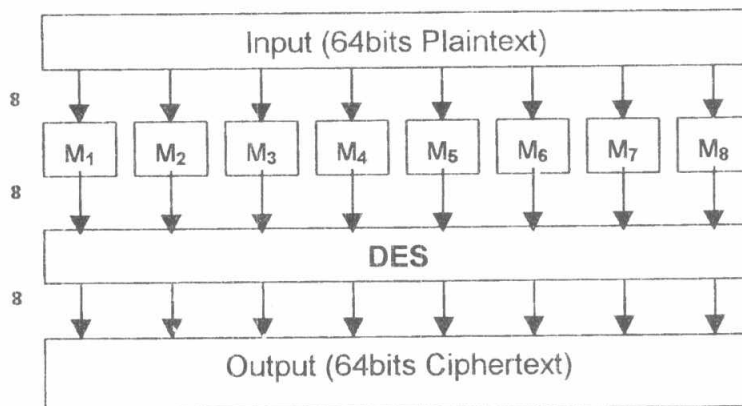 Input (64bits Plaintext)
8
M₁ M₂ M₃ M₄ M₅ M₆ M₇ M₈
8
DES
8
Output (64bits Ciphertext)